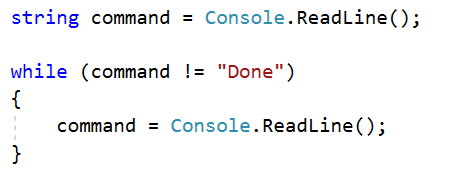 string command = Console.ReadLine();
while (command != "Done")
{
    command = Console.ReadLine();
}